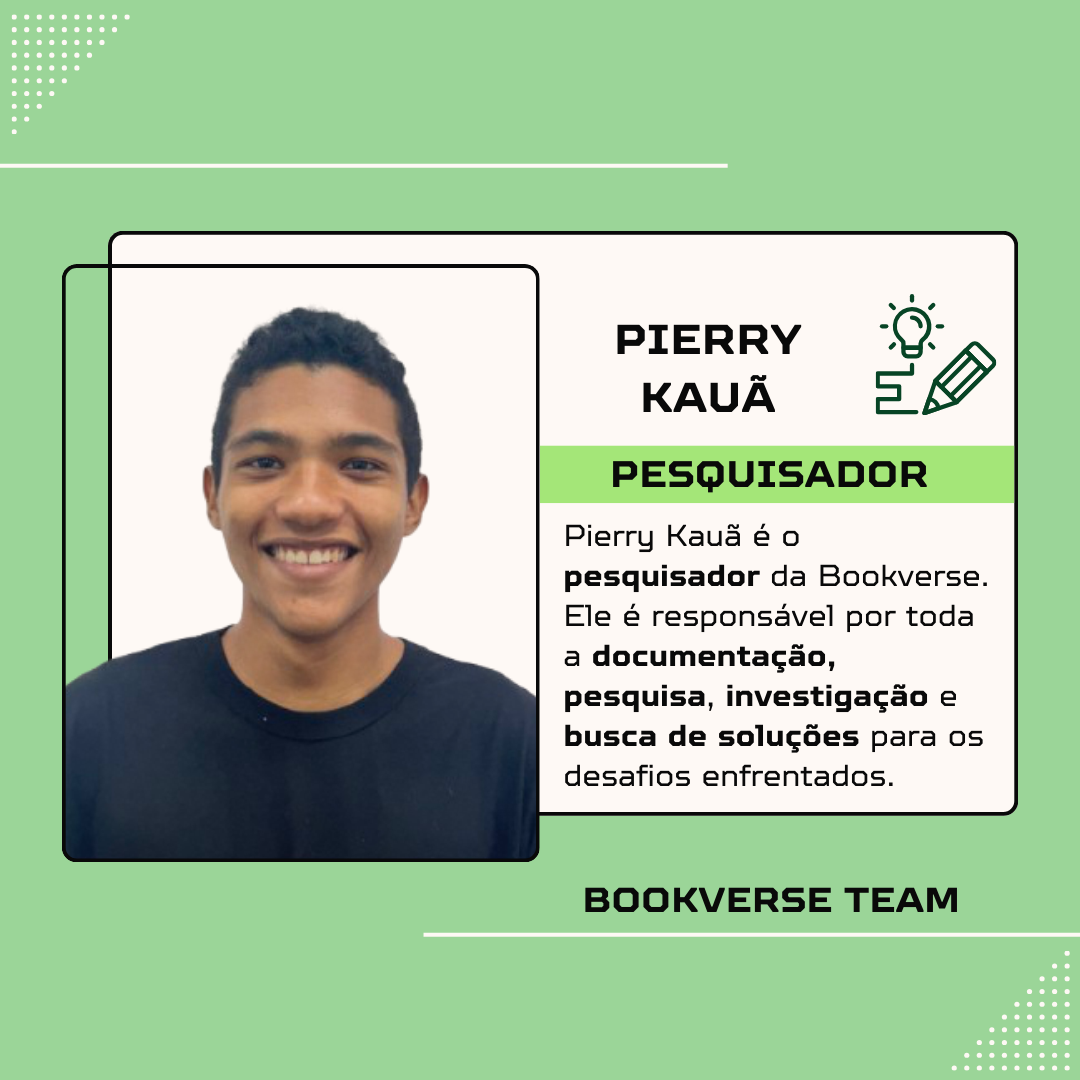 PIERRY
KAUÃ
PESQUISADOR
Pierry Kauã é o
pesquisador da Bookverse.
Ele é responsável por toda
a documentação,
pesquisa, investigação e
busca de soluções para os
desafios enfrentados.
BOOKVERSE TEAM